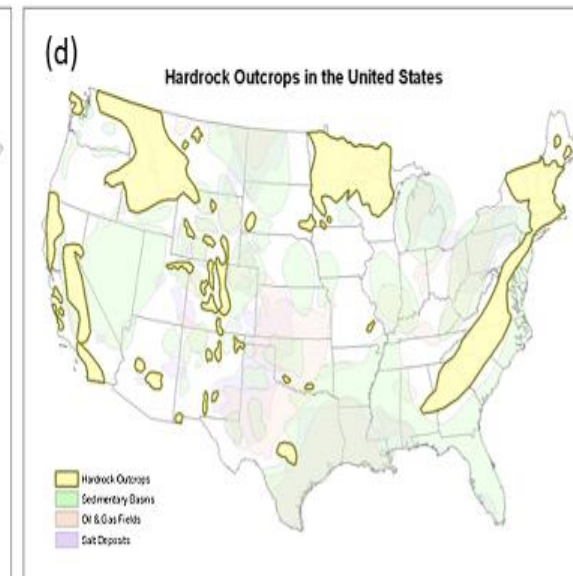 (d)
Hardrock Outcrops in the United States
Hardrock Outcrops
Sedimentary Basins
Oil & Gas Fields
Salt Deposits